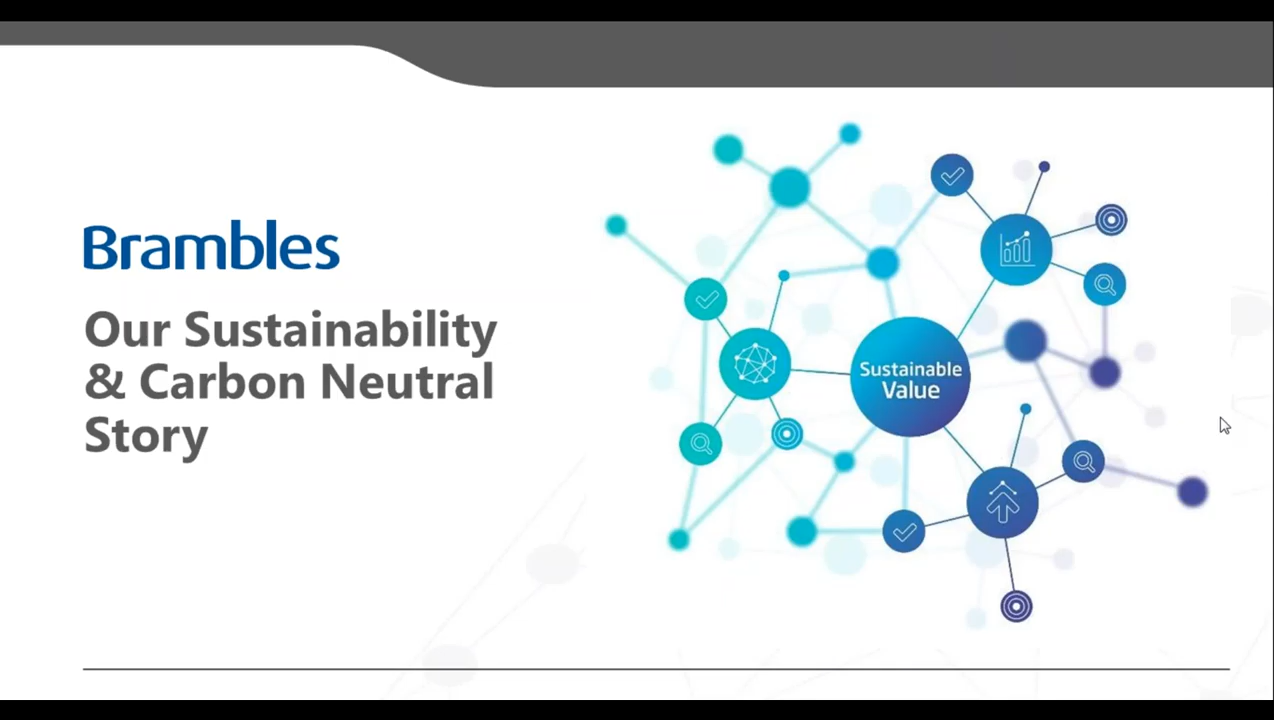 Brambles
Our Sustainability
& Carbon Neutral
Story
Sustainable
Value